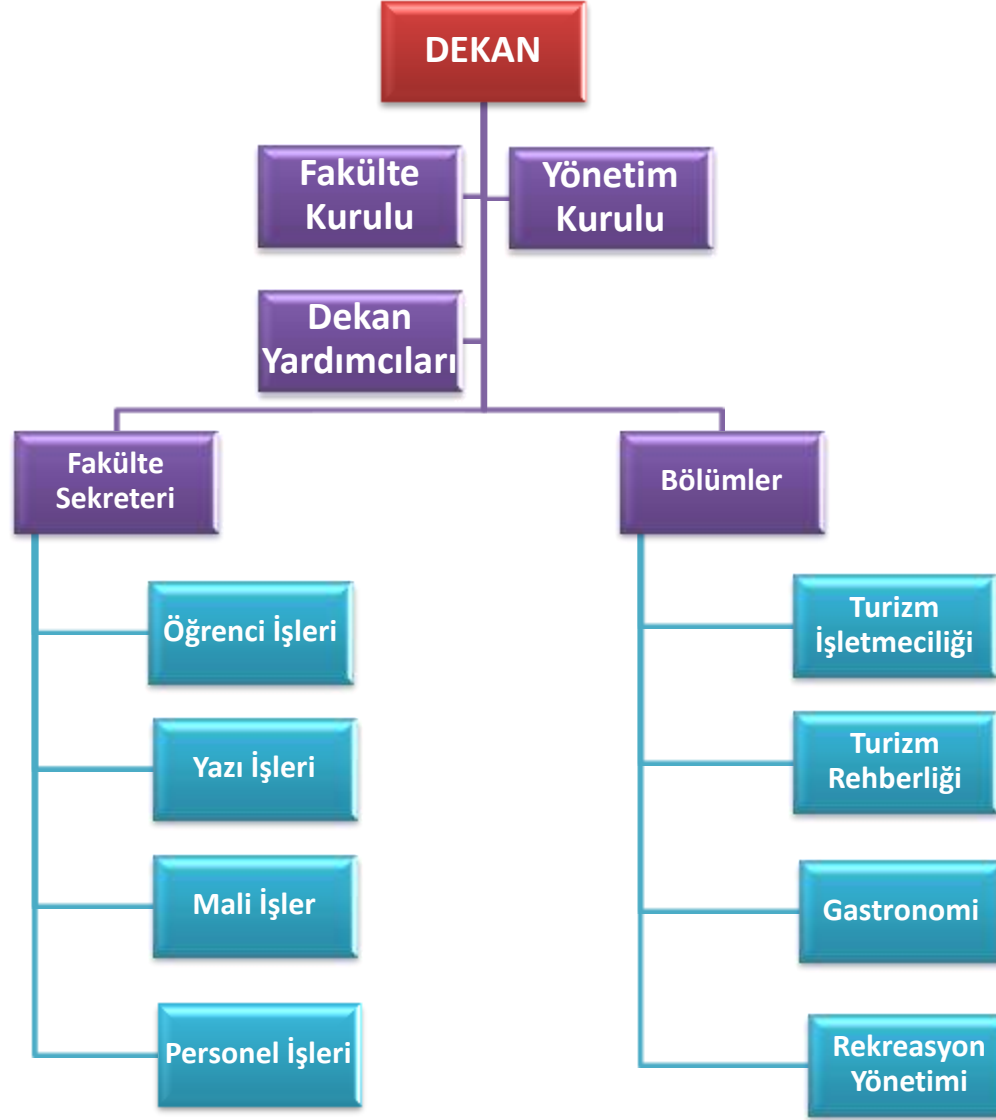 DEKAN
Fakülte
Kurulu
Yönetim
Kurulu
Dekan
Yardımcıları
Fakülte
Sekreteri
Bölümler
Öğrenci İşleri
Yazı İşleri
Mali İşler
Personel İşleri
Turizm
İşletmeciliği
Turizm
Rehberliği
Gastronomi
Rekreasyon
Yönetimi